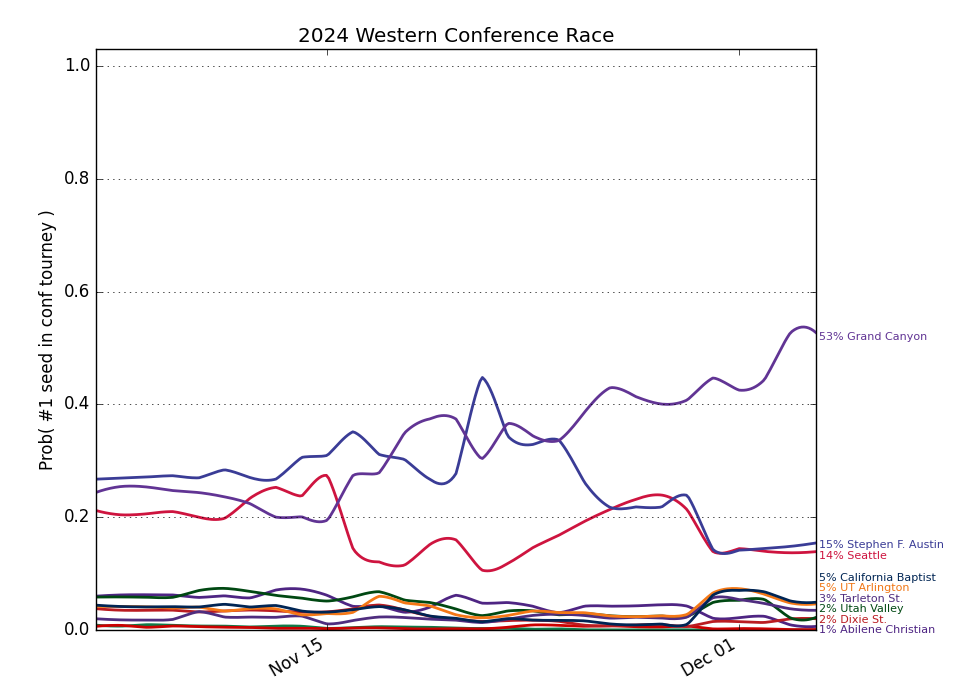 2024 Western Conference Race
Prob( #1 seed in conf tourney )
1.0
0.8
0.6
0.4
0.2
0.0
Nov 15
Dec 01
53% Grand Canyon
15% Stephen F. Austin
14% Seattle
5% California Baptist
5% UT Arlington
3% Tarleton St.
2% Utah Valley
2% Dixie St.
1% Abilene Christian